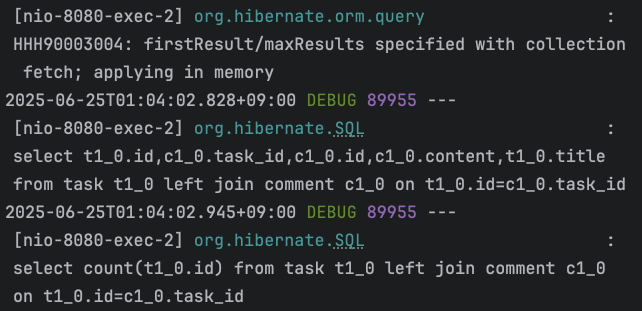 [nio-8080-exec-2] org.hibernate.orm.query :
HHH90003004: firstResult/maxResults specified with collection
fetch; applying in memory
2025-06-25T01:04:02.828+09:00 DEBUG 89955 ---
[nio-8080-exec-2] org.hibernate.SQL :
select t1_0.id,c1_0.task_id,c1_0.id,c1_0.content,t1_0.title
from task t1_0 left join comment c1_0 on t1_0.id=c1_0.task_id
2025-06-25T01:04:02.945+09:00 DEBUG 89955 ---
[nio-8080-exec-2] org.hibernate.SQL :
select count(t1_0.id) from task t1_0 left join comment c1_0
on t1_0.id=c1_0.task_id